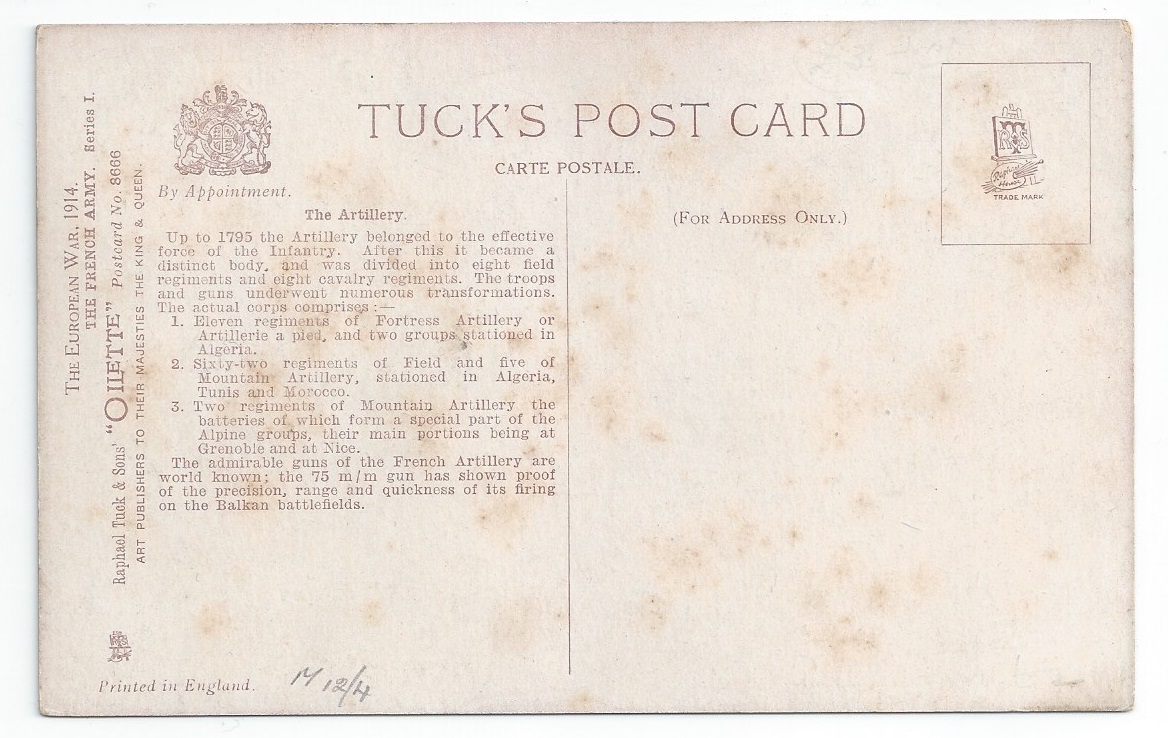 TUCK'S POST CARD
CARTE POSTALE.
By Appointment.
(FOR ADDRESS ONLY.)
RTS
Raphael
House
TRADE MARK
The Artillery.
Up to 1795 the Artillery belonged to the effective
force of the Infantry. After this it became a
distinct body, and was divided into eight field
regiments and eight cavalry regiments. The troops
and guns underwent numerous transformations.
The actual corps comprises :—
1. Eleven regiments of Fortress Artillery or
Artillerie a pied, and two groups stationed in
Algeria.
2. Sixty-two regiments of Field and five of
Mountain Artillery, stationed in Algeria,
Tunis and Morocco.
3. Two regiments of Mountain Artillery the
batteries of which form a special part of the
Alpine groups, their main portions being at
Grenoble and at Nice.
The admirable guns of the French Artillery are
world known; the 75 m/m gun has shown proof
of the precision, range and quickness of its firing
on the Balkan battlefields.
THE EUROPEAN WAR, 1914.
THE FRENCH ARMY. Series I.
Raphael Tuck & Sons' "OILETTE" Postcard No. 8666
ART PUBLISHERS TO THEIR MAJESTIES THE KING & QUEEN.
Printed in England.
12/4